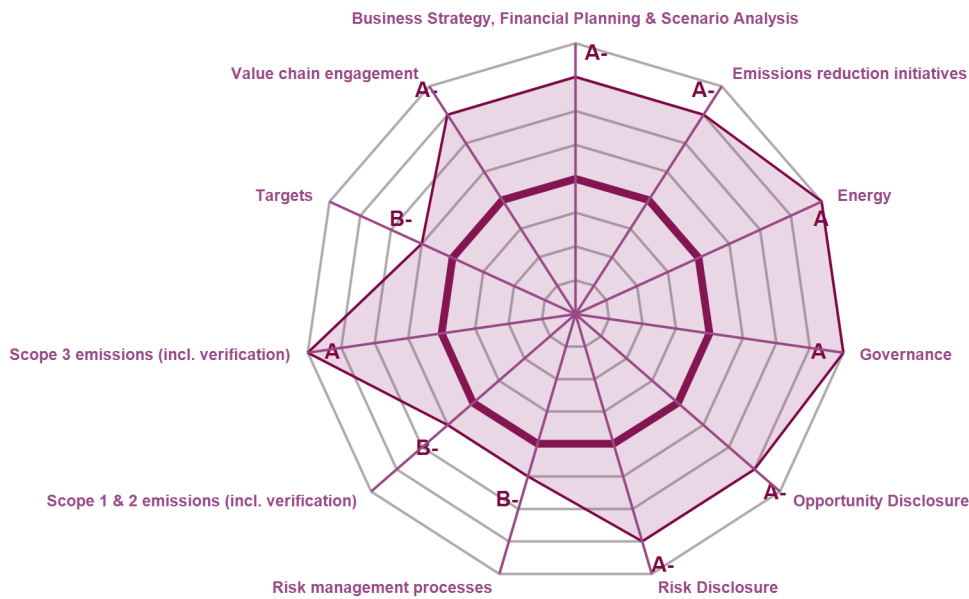 Business Strategy, Financial Planning & Scenario Analysis
A-
Value chain engagement
A-
A-
Emissions reduction initiatives
Targets
B-
Energy
A
Scope 3 emissions (incl. verification)
A
A
Governance
B-
Scope 1 & 2 emissions (incl. verification)
B-
A-
Opportunity Disclosure
Risk management processes
A-
Risk Disclosure